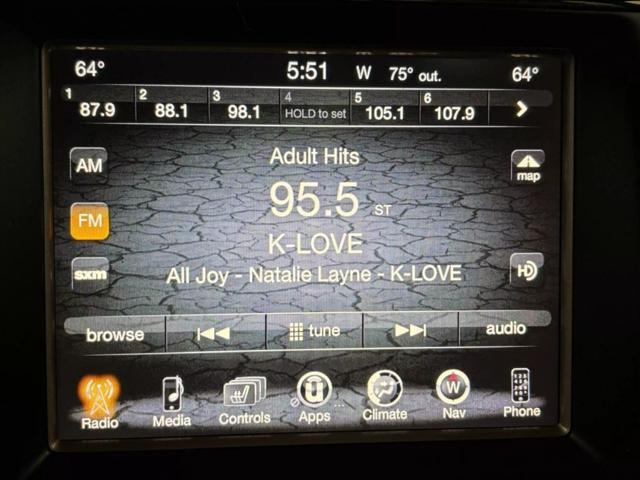 64° 5:51 W 75° out. 64°
1 2 3 4 5 6
87.9 88.1 98.1 HOLD to set 105.1 107.9
AM Adult Hits map
95.5 ST
FM
K-LOVE
sxm All Joy - Natalie Layne - K-LOVE HD
browse tune audio
Radio Media Controls Apps Climate Nav Phone
W